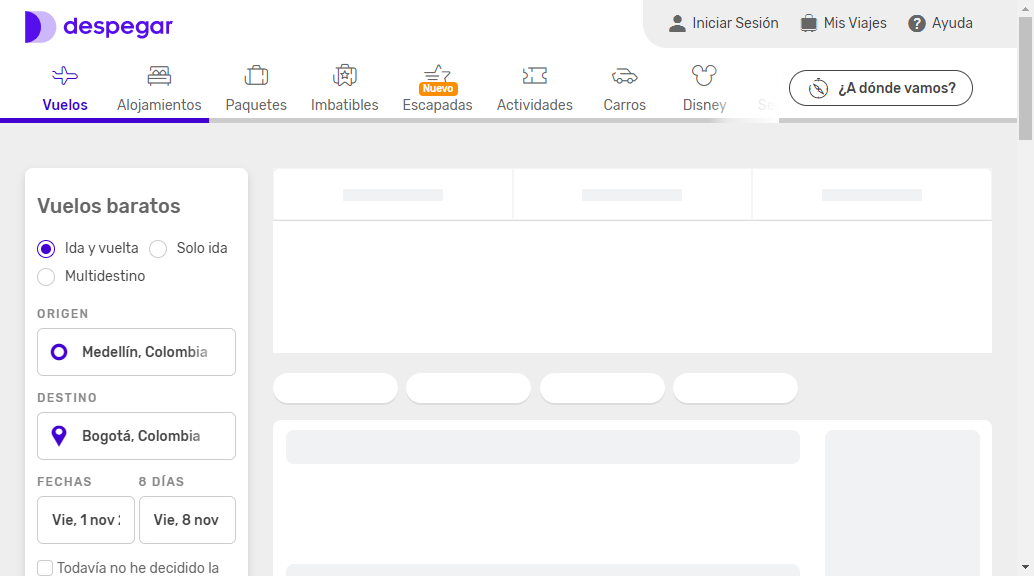 despegar
Iniciar Sesión
Mis Viajes
Ayuda
Vuelos
Alojamientos
Paquetes
Imbatibles
Nuevo
Escapadas
Actividades
Carros
Disney
¿A dónde vamos?
Vuelos baratos
Ida y vuelta
Solo ida
Multidestino
ORIGEN
Medellín, Colombia
DESTINO
Bogotá, Colombia
FECHAS
8 DÍAS
Vie, 1 nov
Vie, 8 nov
Todavía no he decidido la